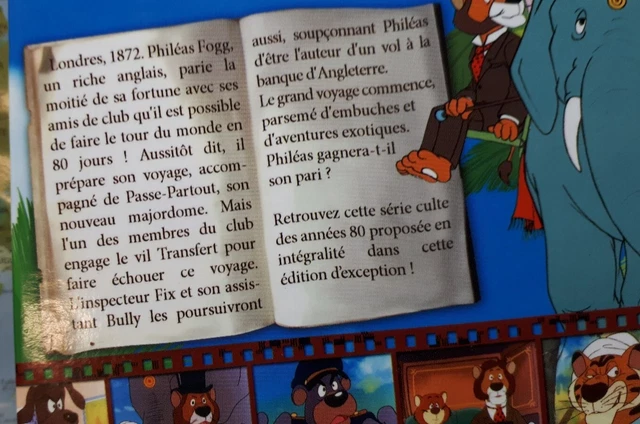 Londres, 1872. Philéas Fogg,
un riche anglais, parie la
moitié de sa fortune avec ses
amis de club qu'il est possible
de faire le tour du monde en
80 jours ! Aussitôt dit, il
prépare son voyage, accom-
pagné de Passe-Partout, son
nouveau majordome. Mais
l'un des membres du club
engage le vil Transfert pour
faire échouer ce voyage.
L'inspecteur Fix et son assis-
tant Bully les poursuivront
aussi, soupçonnant Philéas
d'être l'auteur d'un vol à la
banque d'Angleterre.
Le grand voyage commence,
parsemé d'embuches et
d'aventures exotiques.
Philéas gagnera-t-il
son pari ?
Retrouvez cette série culte
des années 80 proposée en
intégralité dans cette
édition d'exception !